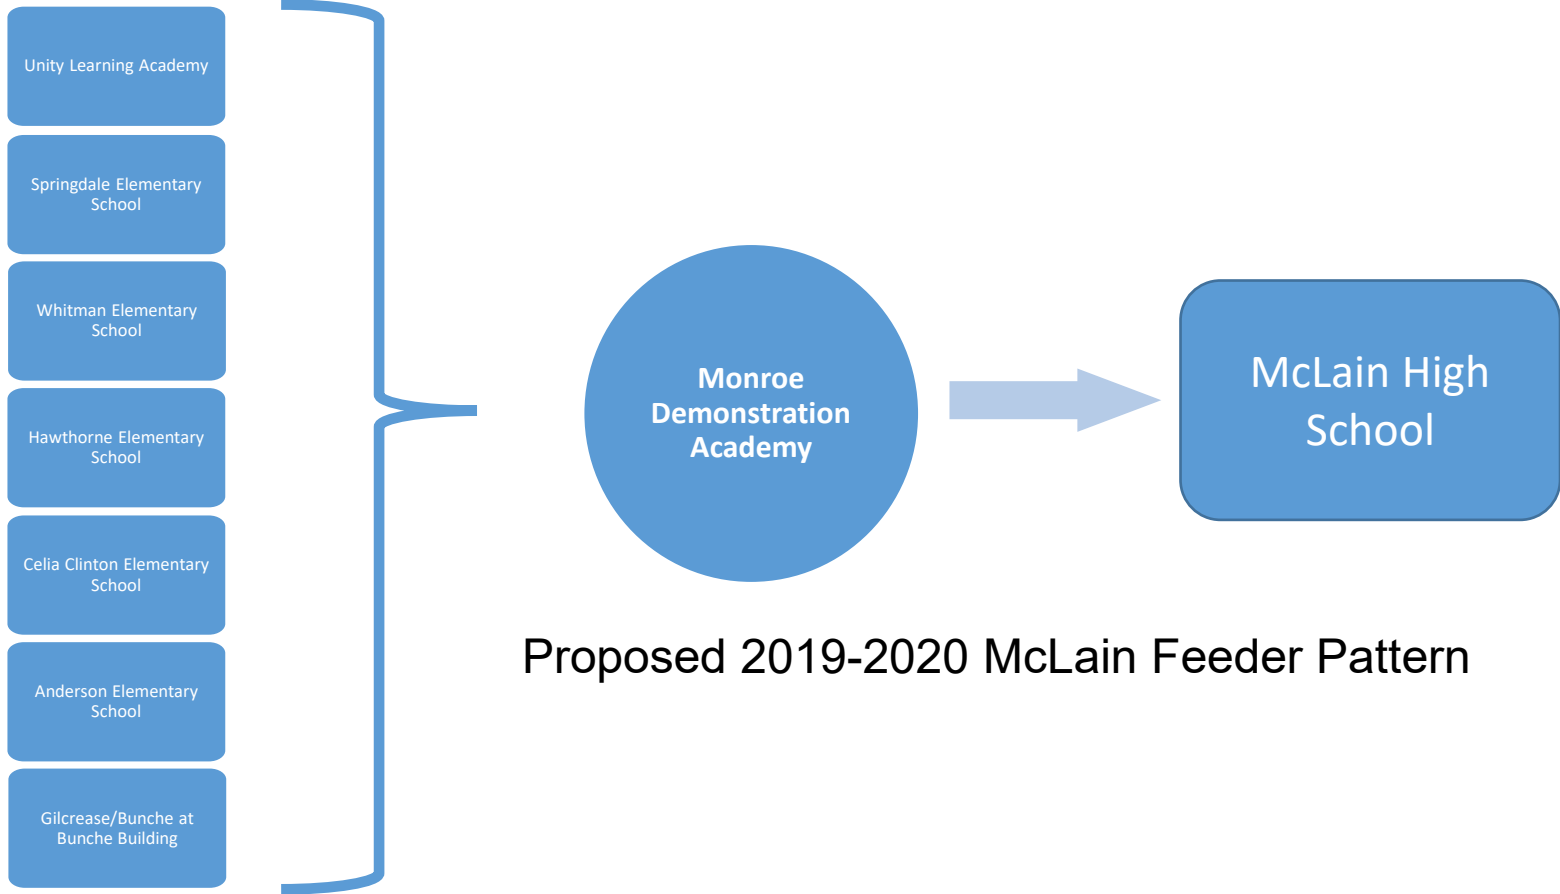 Unity Learning Academy
Springdale Elementary
School
Whitman Elementary
School
Hawthorne Elementary
School
Celia Clinton Elementary
School
Anderson Elementary
School
Gilcrease/Bunche at
Bunche Building
Monroe
Demonstration
Academy
McLain High
School
Proposed 2019-2020 McLain Feeder Pattern